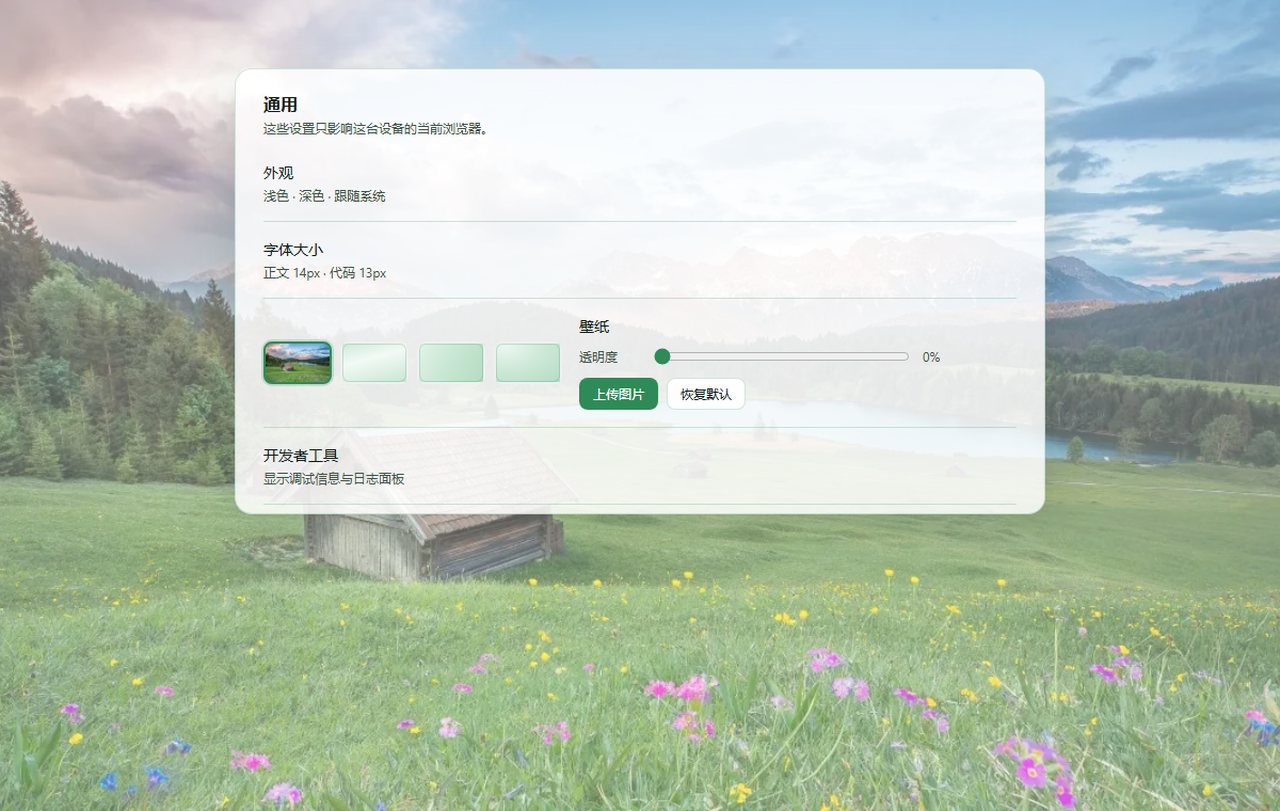 通用
这些设置只影响这台设备的当前浏览器。
外观
浅色 · 深色 · 跟随系统
字体大小
正文 14px · 代码 13px
壁纸
透明度 0%
上传图片 恢复默认
开发者工具
显示调试信息与日志面板